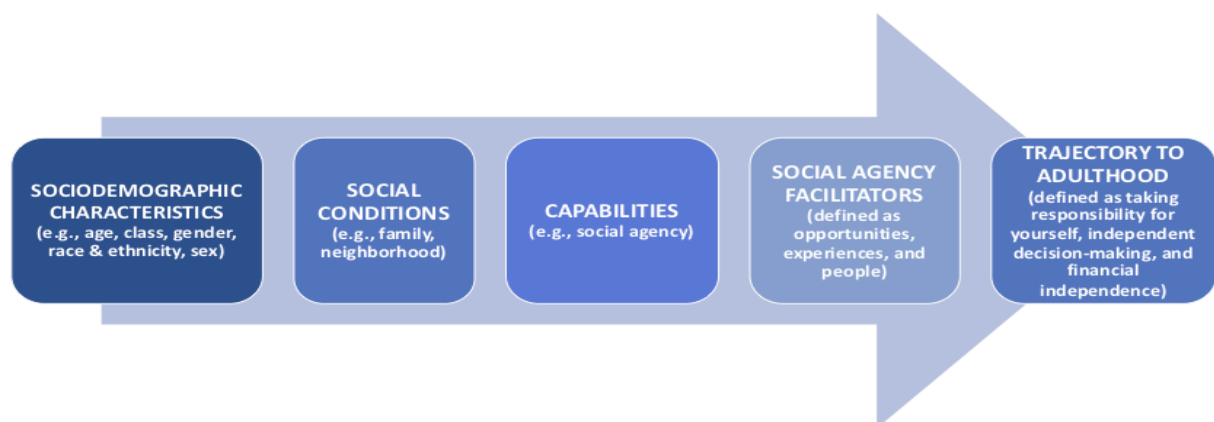 SOCIODEMOGRAPHIC
CHARACTERISTICS
(e.g., age, class, gender,
race & ethnicity, sex)
SOCIAL
CONDITIONS
(e.g., family,
neighborhood)
CAPABILITIES
(e.g., social agency)
SOCIAL AGENCY
FACILITATORS
(defined as
opportunities,
experiences, and
people)
TRAJECTORY TO
ADULTHOOD
(defined as taking
responsibility for
yourself, independent
decision-making, and
financial
independence)